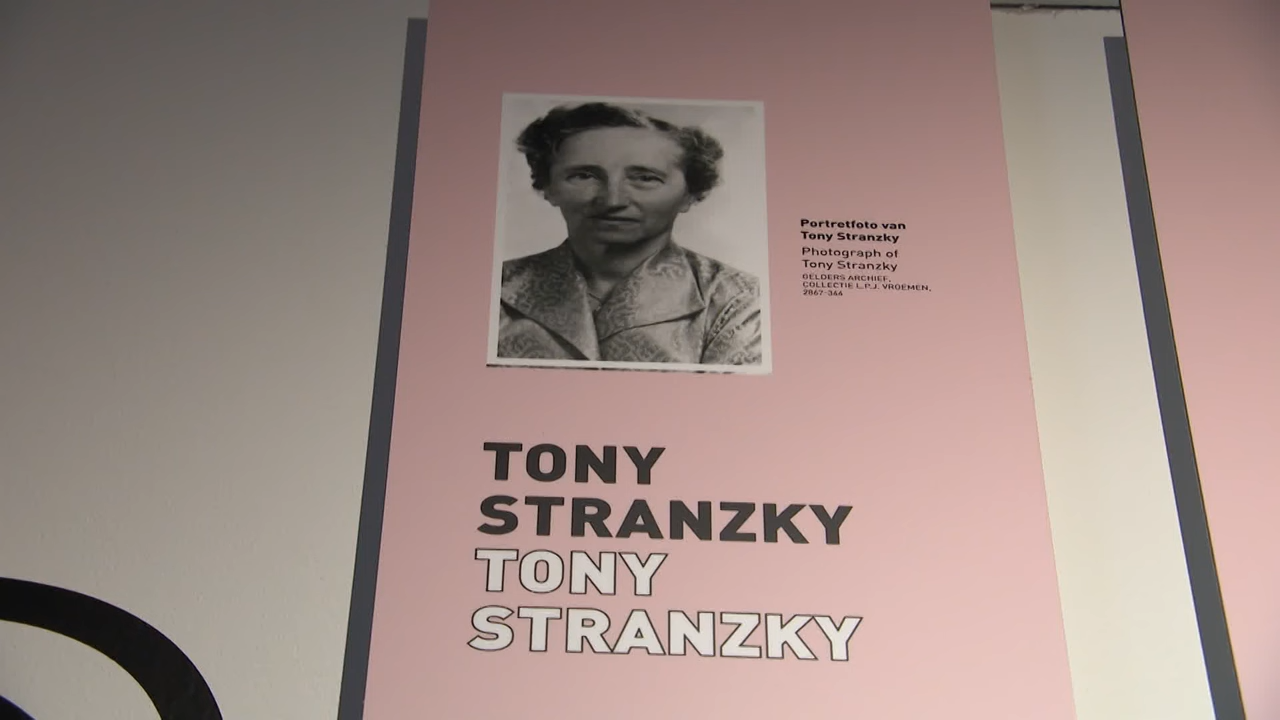 Portretfoto van
Tony Stranzky
Photograph of
Tony Stranzky
GELDERS ARCHIEF,
COLLECTIE L.P.J. VROEMEN,
2867-344
TONY
STRANZKY
TONY
STRANZKY